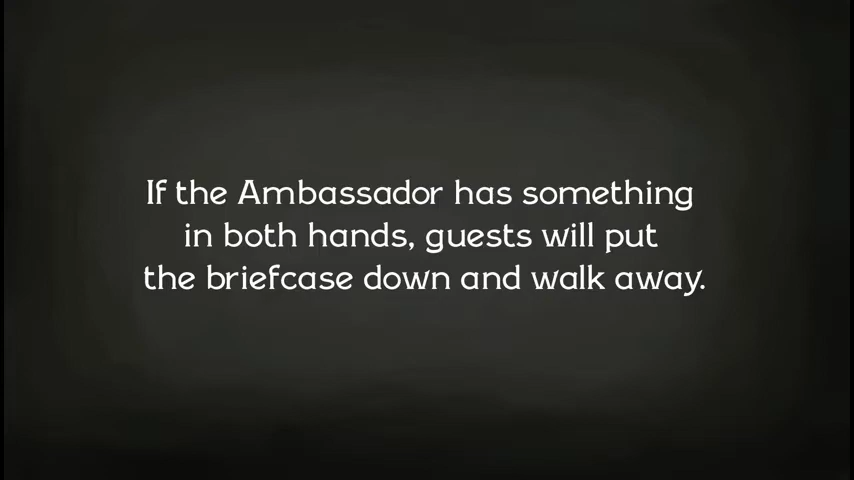 If the Ambassador has something
in both hands, guests will put
the briefcase down and walk away.